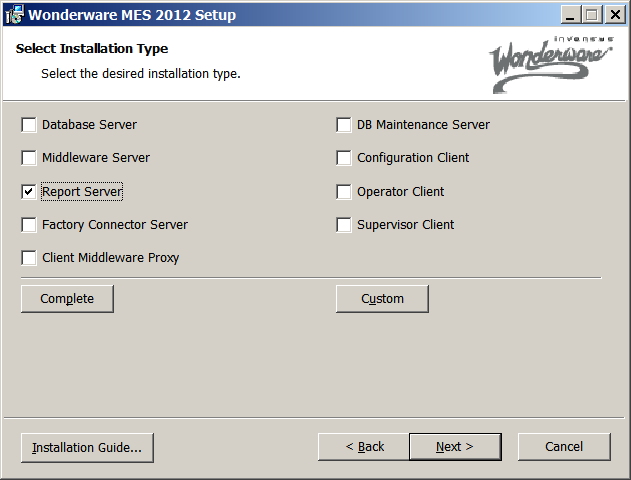 Wonderware MES 2012 Setup
Select Installation Type
Select the desired installation type.
invensys
Wonderware
Database Server
DB Maintenance Server
Middleware Server
Configuration Client
Report Server
Operator Client
Factory Connector Server
Supervisor Client
Client Middleware Proxy
Complete
Custom
Installation Guide...
< Back
Next >
Cancel